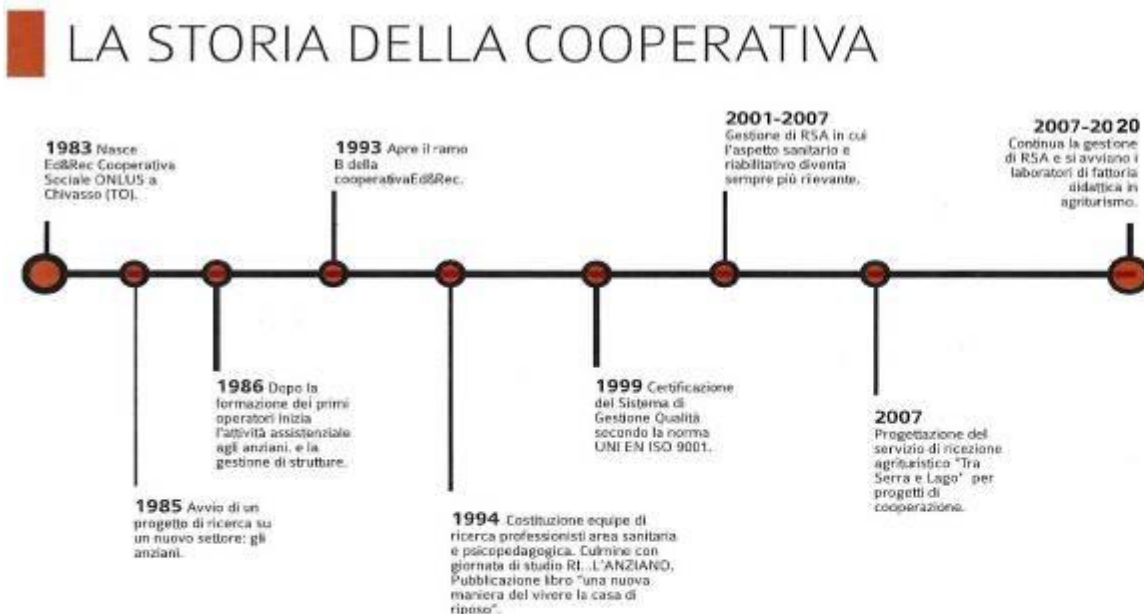 LA STORIA DELLA COOPERATIVA
1983 Nasce
Ed&Rec Cooperativa
Sociale ONLUS a
Chivasso (TO).
1985 Avvio di un
progetto di ricerca su
un nuovo settore: gli
anziani.
1986 Dopo la
formazione dei primi
operatori inizia
l'attività assistenziale
agli anziani. e la
gestione di strutture.
1993 Apre il ramo
B della
cooperativaEd&Rec.
1994 Costituzione equipe di
ricerca professionisti area sanitaria
e psicopedagogica. Culmine con
giornata di studio RI...L'ANZIANO.
Pubblicazione libro "una nuova
maniera del vivere la casa di
riposo".
1999 Certificazione
del Sistema di
Gestione Qualità
secondo la norma
UNI EN ISO 9001.
2001-2007
Gestione di RSA in cui
l'aspetto sanitario e
riabilitativo diventa
sempre più rilevante.
2007
Progettazione del
servizio di ricezione
agrituristico "Tra
Serra e Lago" per
progetti di
cooperazione.
2007-20 20
Continua la gestione
di RSA e si avviano i
laboratori di fattoria
didattica in
agriturismo.